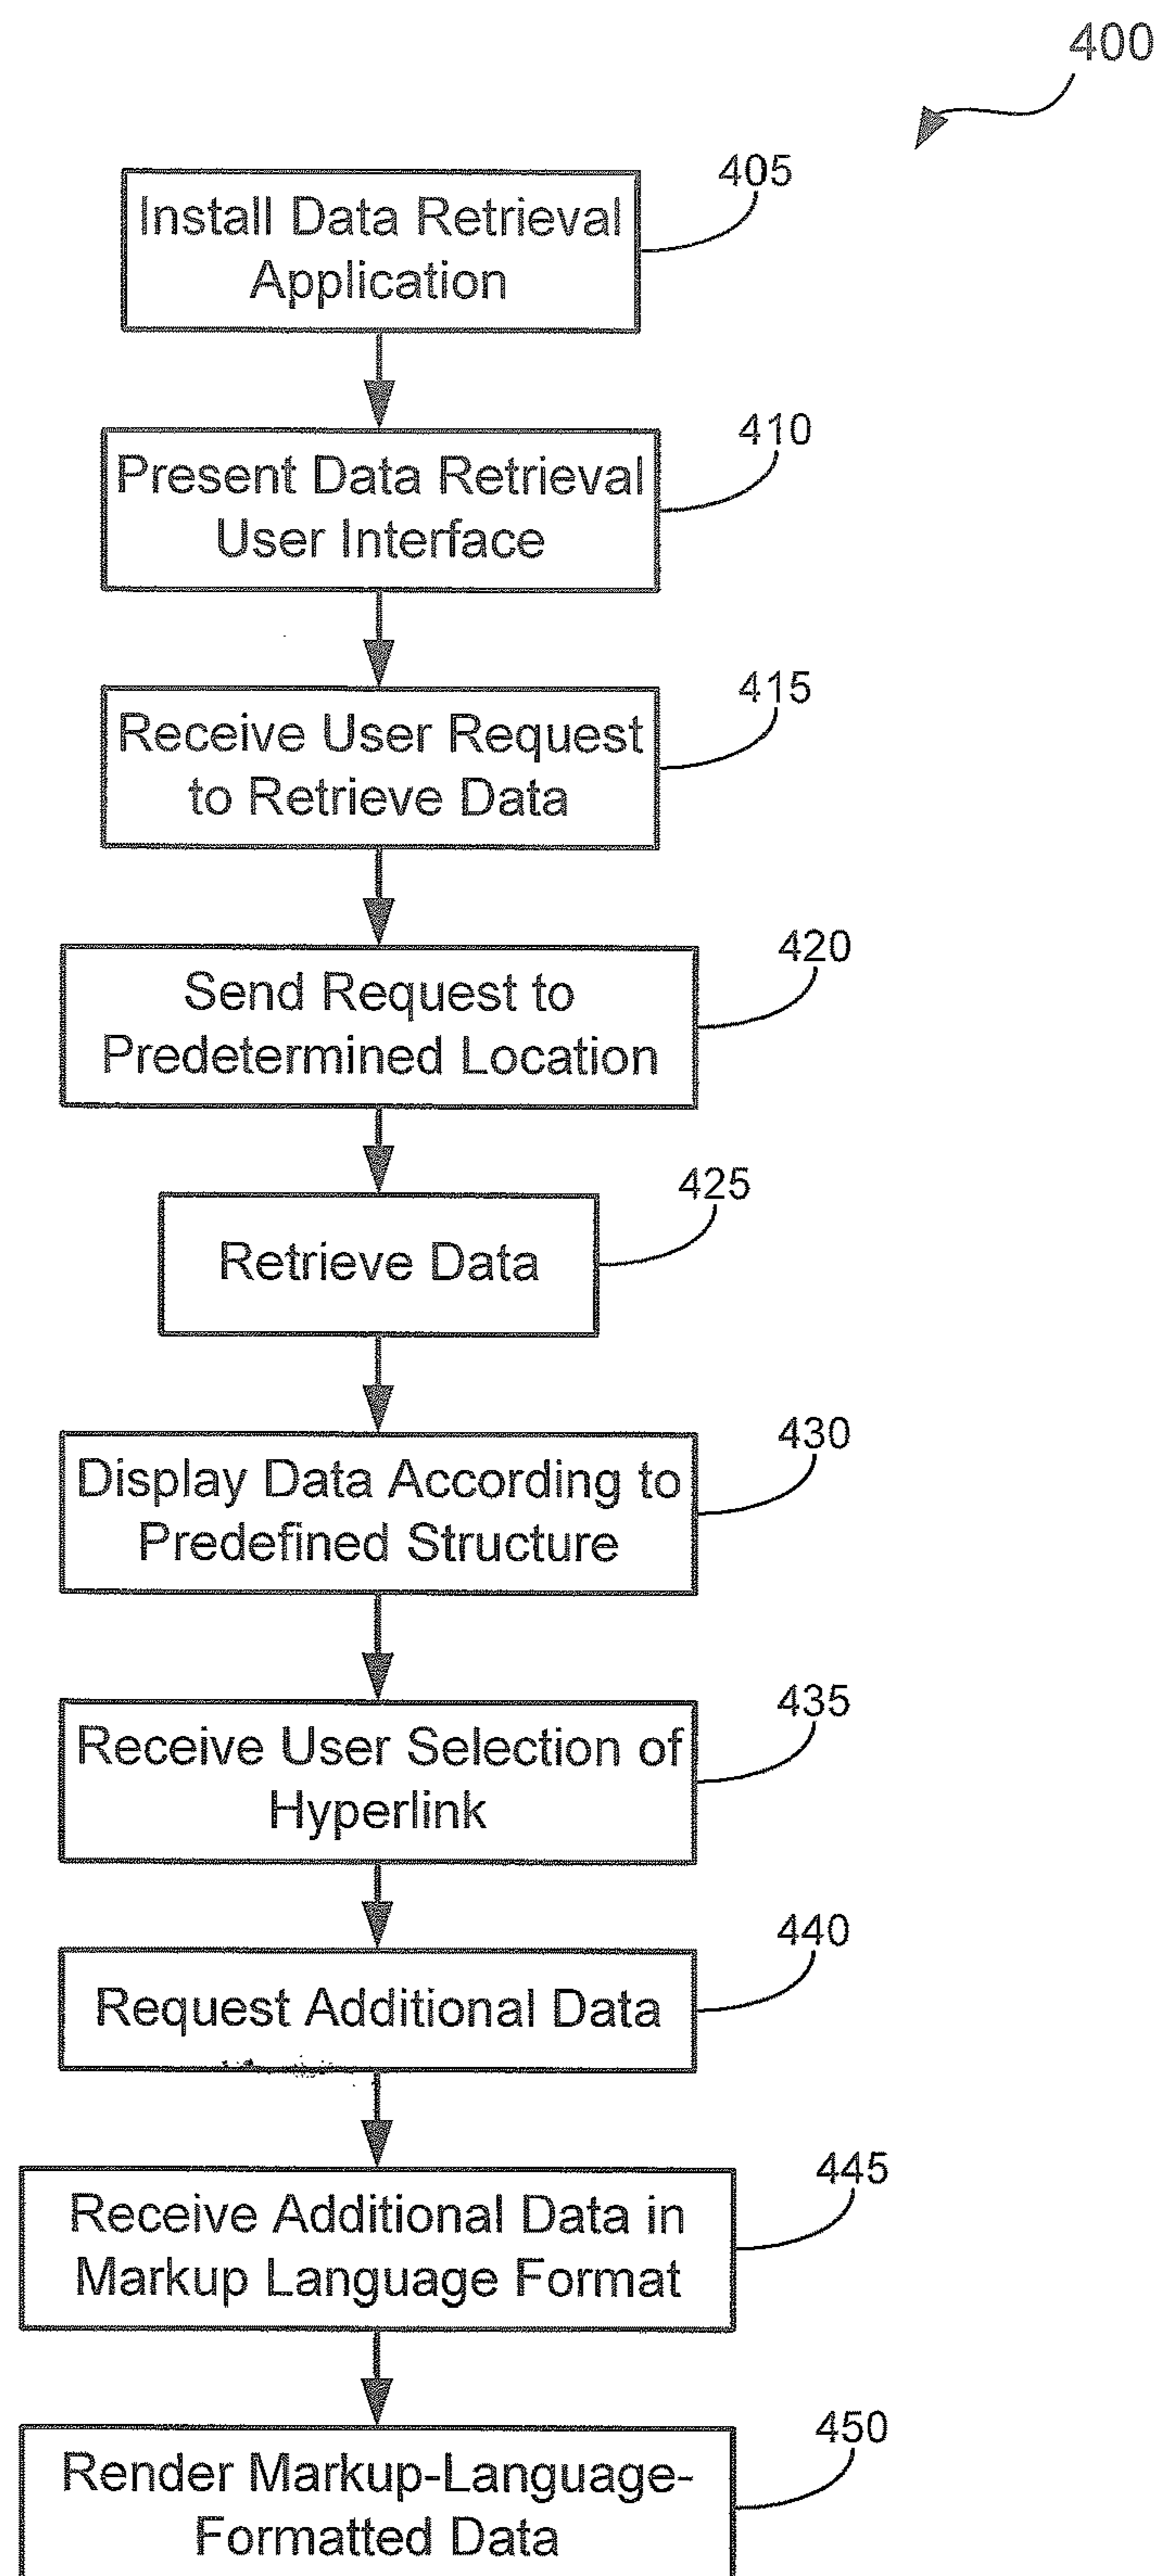 400
405
Install Data Retrieval
Application
410
Present Data Retrieval
User Interface
415
Receive User Request
to Retrieve Data
420
Send Request to
Predetermined Location
425
Retrieve Data
430
Display Data According to
Predefined Structure
435
Receive User Selection of
Hyperlink
440
Request Additional Data
445
Receive Additional Data in
Markup Language Format
450
Render Markup-Language-
Formatted Data